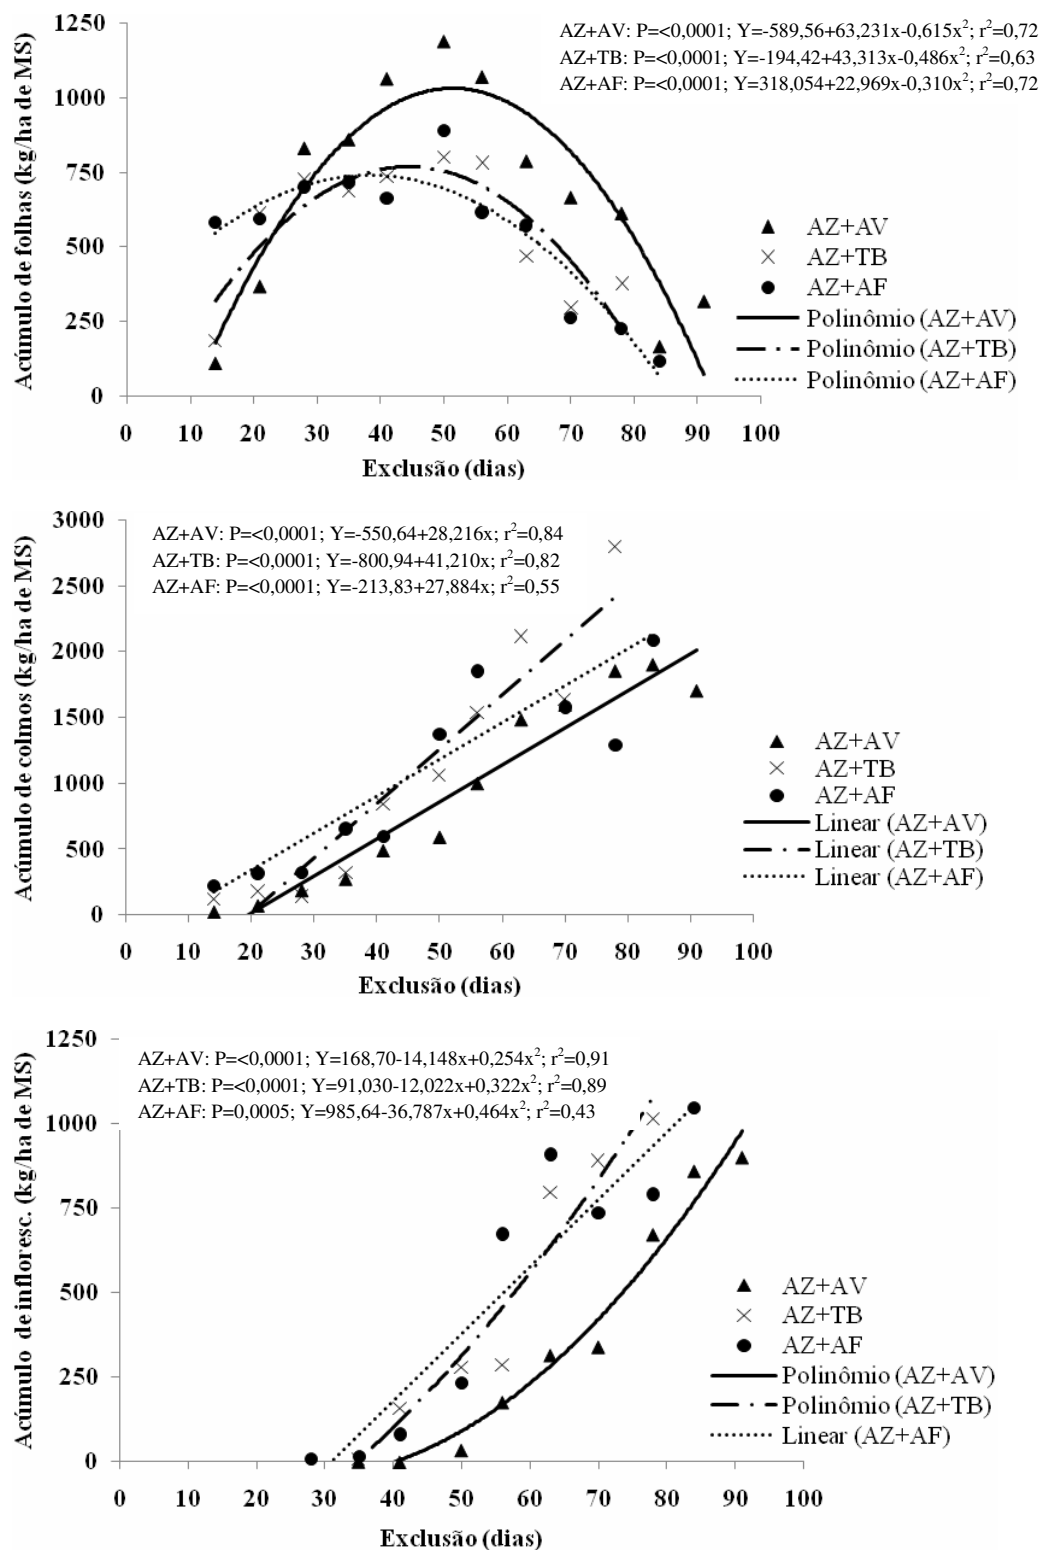 AZ+AV: P=<0,0001; Y=-589,56+63,231x-0,615x²; r²=0,72
AZ+TB: P=<0,0001; Y=-194,42+43,313x-0,486x²; r²=0,63
AZ+AF: P=<0,0001; Y=318,054+22,969x-0,310x²; r²=0,72
Acúmulo de folhas (kg/ha de MS)
1250
1000
750
500
250
0
0 10 20 30 40 50 60 70 80 90 100
Exclusão (dias)
AZ+AV
AZ+TB
AZ+AF
Polinômio (AZ+AV)
Polinômio (AZ+TB)
Polinômio (AZ+AF)
AZ+AV: P=<0,0001; Y=-550,64+28,216x; r²=0,84
AZ+TB: P=<0,0001; Y=-800,94+41,210x; r²=0,82
AZ+AF: P=<0,0001; Y=-213,83+27,884x; r²=0,55
Acúmulo de colmos (kg/ha de MS)
3000
2500
2000
1500
1000
500
0
0 10 20 30 40 50 60 70 80 90 100
Exclusão (dias)
AZ+AV
AZ+TB
AZ+AF
Linear (AZ+AV)
Linear (AZ+TB)
Linear (AZ+AF)
AZ+AV: P=<0,0001; Y=168,70-14,148x+0,254x²; r²=0,91
AZ+TB: P=<0,0001; Y=91,030-12,022x+0,322x²; r²=0,89
AZ+AF: P=0,0005; Y=985,64-36,787x+0,464x²; r²=0,43
Acúmulo de infloresc. (kg/ha de MS)
1250
1000
750
500
250
0
0 10 20 30 40 50 60 70 80 90 100
Exclusão (dias)
AZ+AV
AZ+TB
AZ+AF
Polinômio (AZ+AV)
Polinômio (AZ+TB)
Linear (AZ+AF)